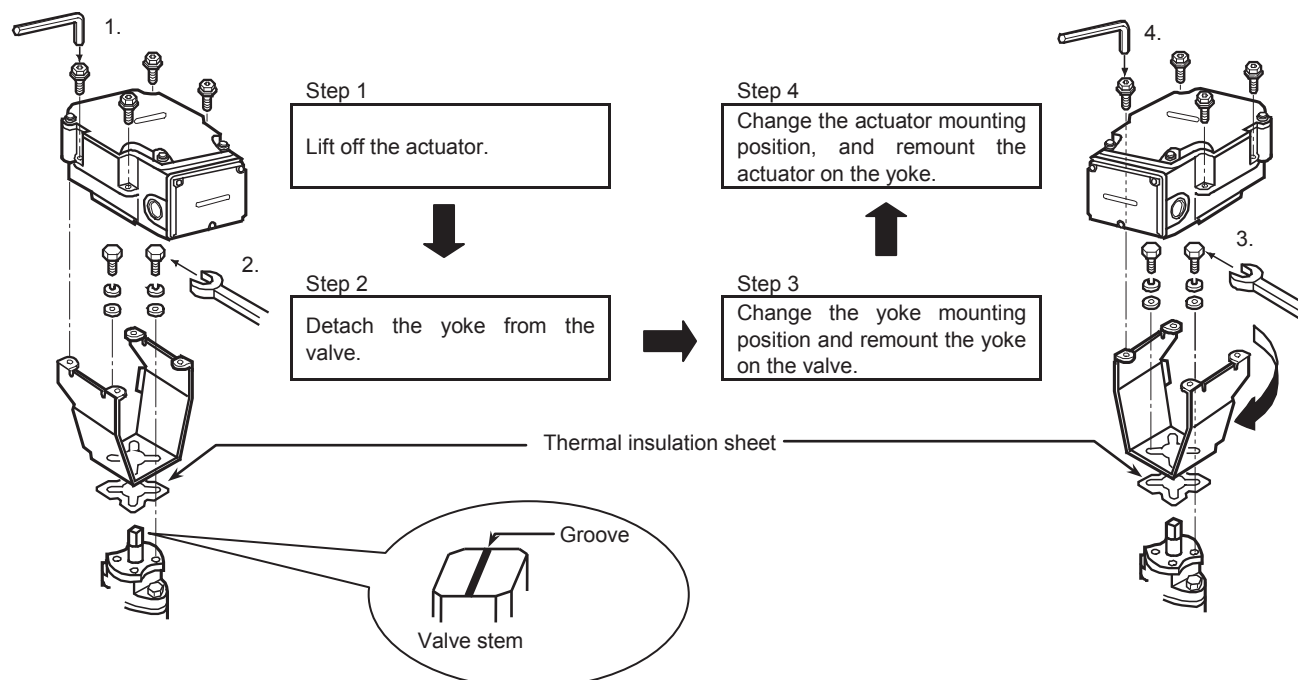 1.
Step 1
Lift off the actuator.
2.
Step 2
Detach the yoke from the
valve.
Step 3
Change the yoke mounting
position and remount the yoke
on the valve.
3.
Step 4
Change the actuator mounting
position, and remount the
actuator on the yoke.
4.
Thermal insulation sheet
Groove
Valve stem